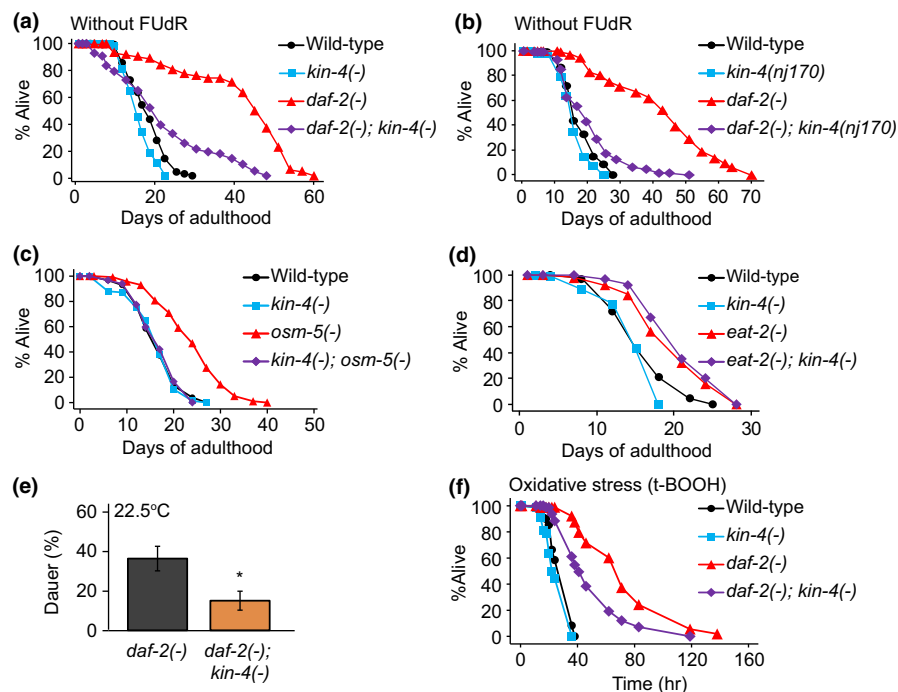 (a)
Without FUdR
% Alive
100
80
60
40
20
0
0
20
40
60
Days of adulthood
Wild-type
kin-4(-)
daf-2(-)
daf-2(-); kin-4(-)
(b)
Without FUdR
% Alive
100
80
60
40
20
0
0
10
20
30
40
50
60
70
Days of adulthood
Wild-type
kin-4(nj170)
daf-2(-)
daf-2(-); kin-4(nj170)
(c)
% Alive
100
80
60
40
20
0
0
10
20
30
40
50
Days of adulthood
Wild-type
kin-4(-)
osm-5(-)
kin-4(-); osm-5(-)
(d)
% Alive
100
80
60
40
20
0
0
10
20
30
Days of adulthood
Wild-type
kin-4(-)
eat-2(-)
eat-2(-); kin-4(-)
(e)
22.5°C
Dauer (%)
60
40
20
0
*
daf-2(-)
daf-2(-);
kin-4(-)
(f)
Oxidative stress (t-BOOH)
%Alive
100
80
60
40
20
0
0
40
80
120
160
Time (hr)
Wild-type
kin-4(-)
daf-2(-)
daf-2(-); kin-4(-)